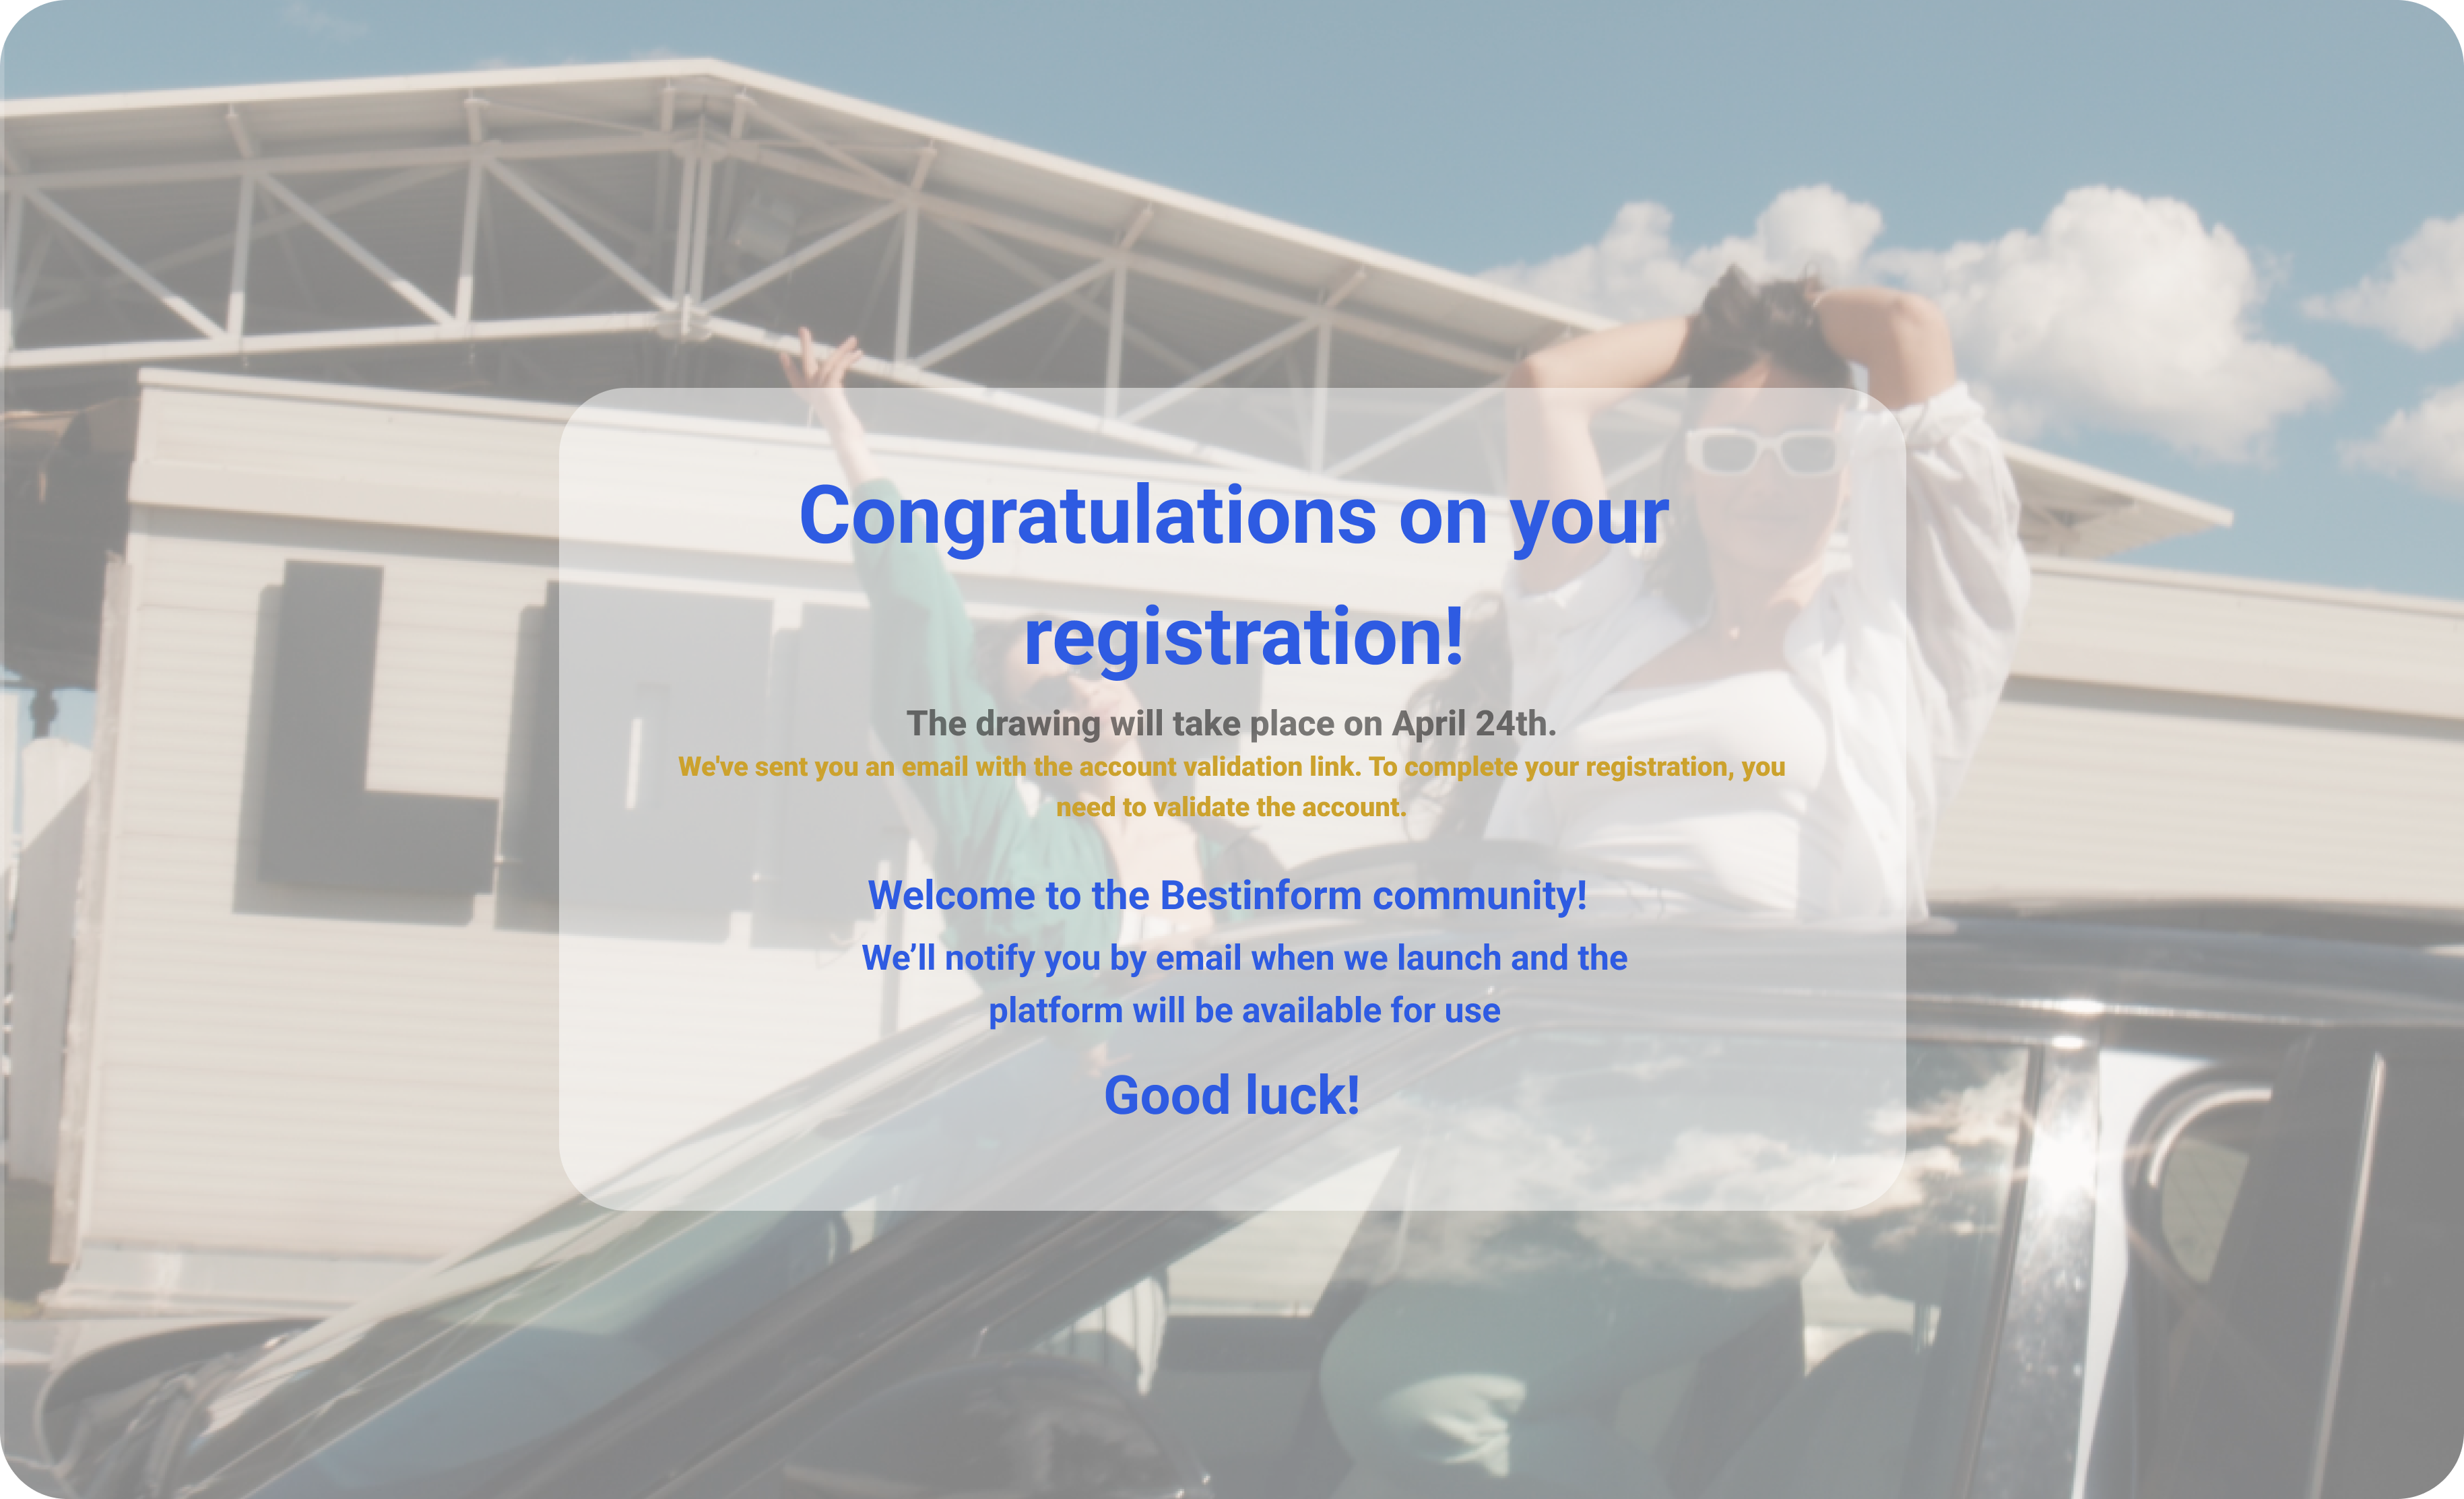 Congratulations on your
registration!
The drawing will take place on April 24th.
We've sent you an email with the account validation link. To complete your registration, you
need to validate the account.
Welcome to the Bestinform community!
We’ll notify you by email when we launch and the
platform will be available for use
Good luck!